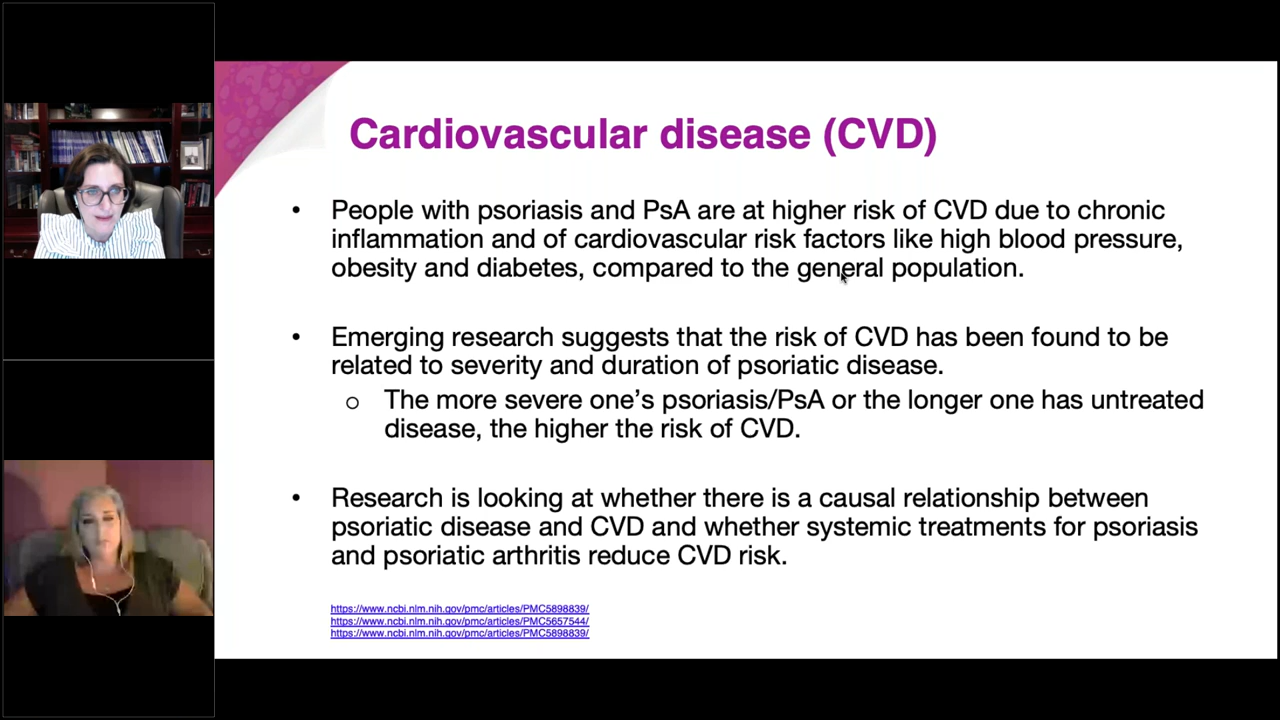 Cardiovascular disease (CVD)
• People with psoriasis and PsA are at higher risk of CVD due to chronic
inflammation and of cardiovascular risk factors like high blood pressure,
obesity and diabetes, compared to the general population.
• Emerging research suggests that the risk of CVD has been found to be
related to severity and duration of psoriatic disease.
o The more severe one’s psoriasis/PsA or the longer one has untreated
disease, the higher the risk of CVD.
• Research is looking at whether there is a causal relationship between
psoriatic disease and CVD and whether systemic treatments for psoriasis
and psoriatic arthritis reduce CVD risk.
https://www.ncbi.nlm.nih.gov/pmc/articles/PMC5898839/
https://www.ncbi.nlm.nih.gov/pmc/articles/PMC5657544/
https://www.ncbi.nlm.nih.gov/pmc/articles/PMC5898839/